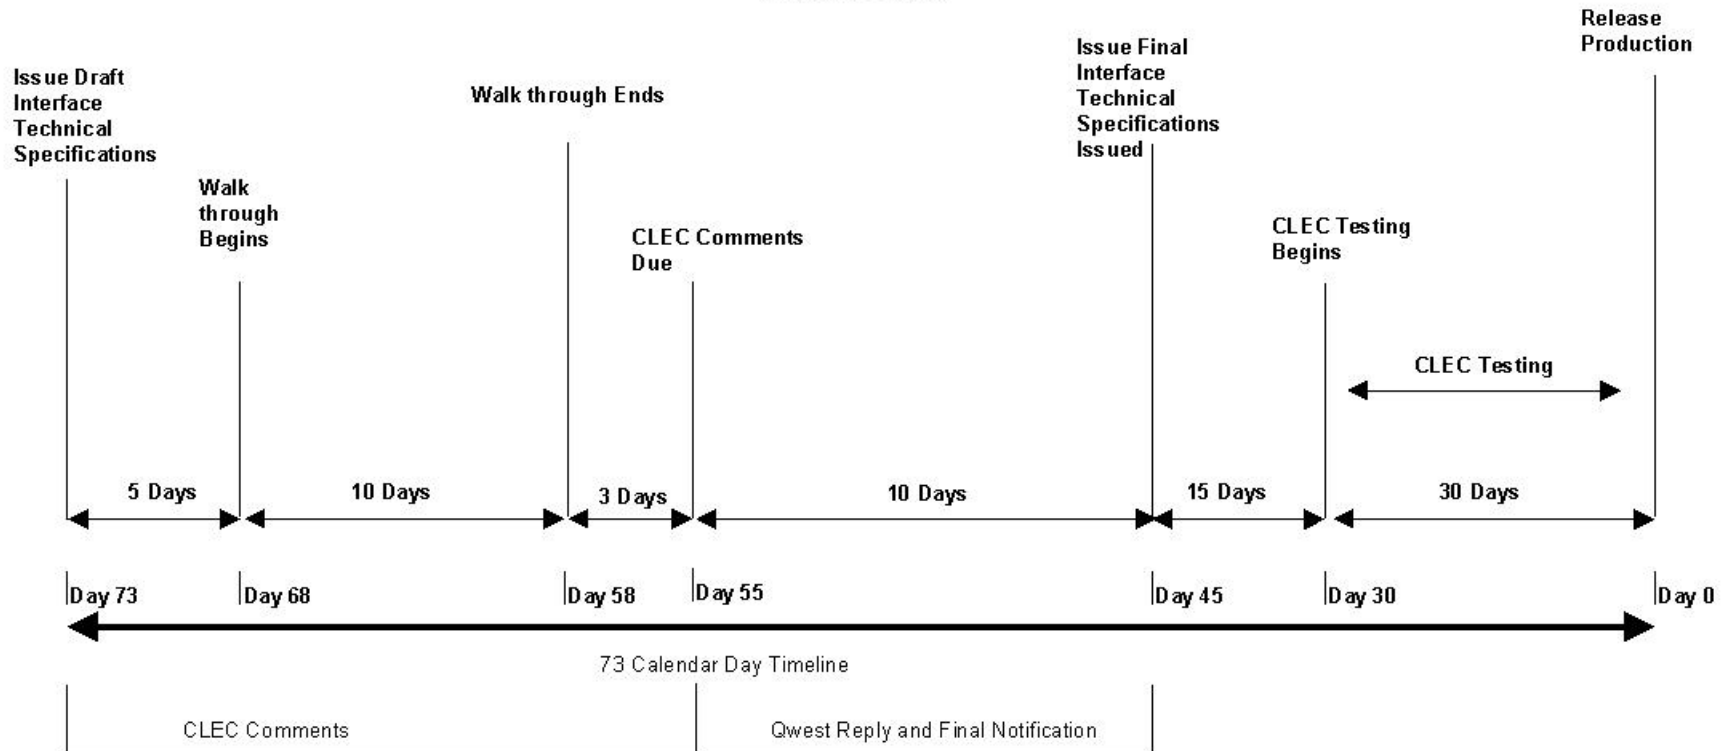 Release
Production
Issue Final
Interface
Technical
Specifications
Issued
Issue Draft
Interface
Technical
Specifications
Walk through Ends
Walk
through
Begins
CLEC Comments
Due
CLEC Testing
Begins
CLEC Testing
5 Days
10 Days
3 Days
10 Days
15 Days
30 Days
Day 73
Day 68
Day 58
Day 55
Day 45
Day 30
Day 0
73 Calendar Day Timeline
CLEC Comments
Qwest Reply and Final Notification